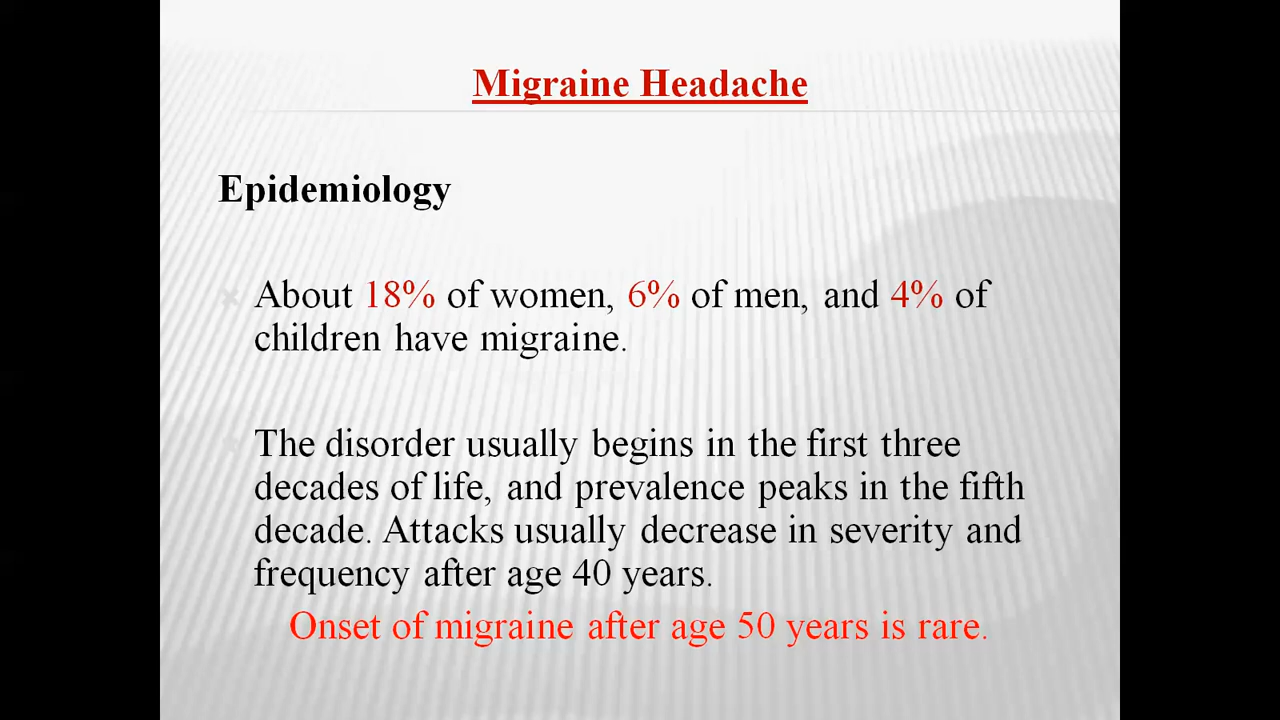 Migraine Headache
Epidemiology
About 18% of women, 6% of men, and 4% of
children have migraine.
The disorder usually begins in the first three
decades of life, and prevalence peaks in the fifth
decade. Attacks usually decrease in severity and
frequency after age 40 years.
Onset of migraine after age 50 years is rare.